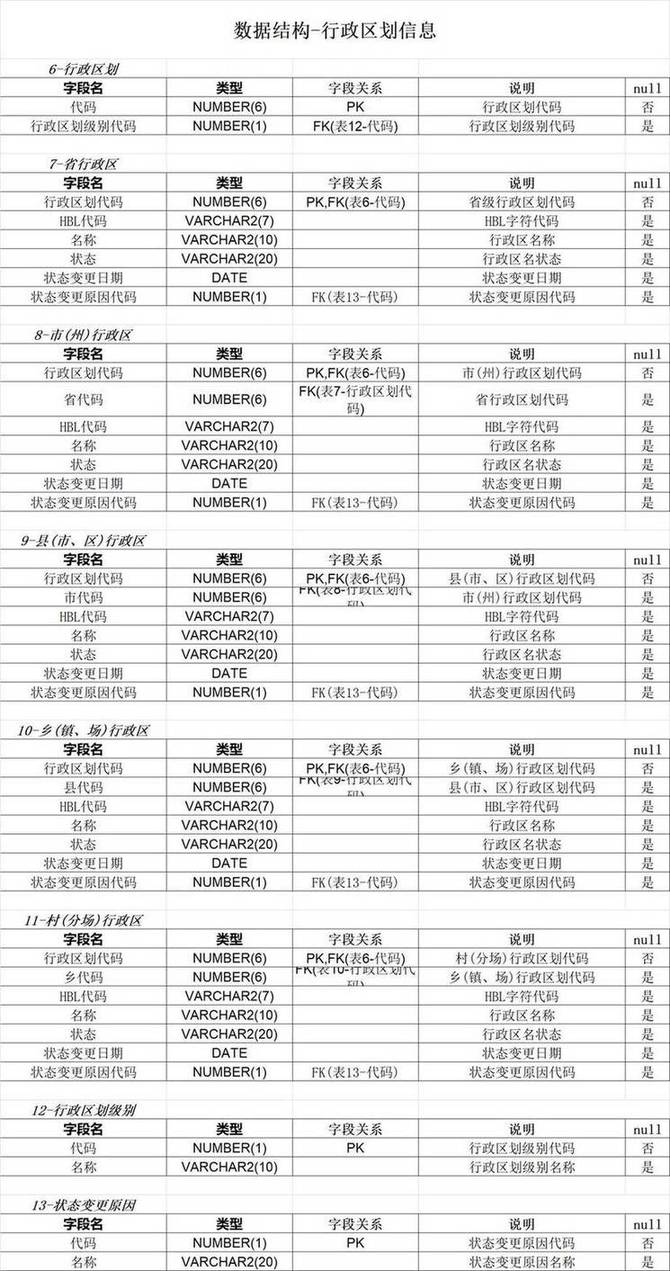 数据结构-行政区划信息
6-行政区划
字段名 类型 字段关系 说明 null
代码 NUMBER(6) PK 行政区划代码 否
行政区划级别代码 NUMBER(1) FK(表12-代码) 行政区划级别代码 是
7-省行政区
字段名 类型 字段关系 说明 null
行政区划代码 NUMBER(6) PK,FK(表6-代码) 省级行政区划代码 否
HBL代码 VARCHAR2(7) HBL字符代码 是
名称 VARCHAR2(10) 行政区名称 是
状态 VARCHAR2(20) 行政区名状态 是
状态变更日期 DATE 状态变更日期 是
状态变更原因代码 NUMBER(1) FK(表13-代码) 状态变更原因代码 是
8-市(州)行政区
字段名 类型 字段关系 说明 null
行政区划代码 NUMBER(6) PK,FK(表6-代码) 市(州)行政区划代码 否
省代码 NUMBER(6) FK(表7-行政区划代码) 省行政区划代码 是
HBL代码 VARCHAR2(7) HBL字符代码 是
名称 VARCHAR2(10) 行政区名称 是
状态 VARCHAR2(20) 行政区名状态 是
状态变更日期 DATE 状态变更日期 是
状态变更原因代码 NUMBER(1) FK(表13-代码) 状态变更原因代码 是
9-县(市、区)行政区
字段名 类型 字段关系 说明 null
行政区划代码 NUMBER(6) PK,FK(表6-代码) 县(市、区)行政区划代码 否
市代码 NUMBER(6) FK(表8-行政区划代码) 市(州)行政区划代码 是
HBL代码 VARCHAR2(7) HBL字符代码 是
名称 VARCHAR2(10) 行政区名称 是
状态 VARCHAR2(20) 行政区名状态 是
状态变更日期 DATE 状态变更日期 是
状态变更原因代码 NUMBER(1) FK(表13-代码) 状态变更原因代码 是
10-乡(镇、场)行政区
字段名 类型 字段关系 说明 null
行政区划代码 NUMBER(6) PK,FK(表6-代码) 乡(镇、场)行政区划代码 否
县代码 NUMBER(6) FK(表9-行政区划代码) 县(市、区)行政区划代码 是
HBL代码 VARCHAR2(7) HBL字符代码 是
名称 VARCHAR2(10) 行政区名称 是
状态 VARCHAR2(20) 行政区名状态 是
状态变更日期 DATE 状态变更日期 是
状态变更原因代码 NUMBER(1) FK(表13-代码) 状态变更原因代码 是
11-村(分场)行政区
字段名 类型 字段关系 说明 null
行政区划代码 NUMBER(6) PK,FK(表6-代码) 村(分场)行政区划代码 否
乡代码 NUMBER(6) FK(表10-行政区划代码) 乡(镇、场)行政区划代码 是
HBL代码 VARCHAR2(7) HBL字符代码 是
名称 VARCHAR2(10) 行政区名称 是
状态 VARCHAR2(20) 行政区名状态 是
状态变更日期 DATE 状态变更日期 是
状态变更原因代码 NUMBER(1) FK(表13-代码) 状态变更原因代码 是
12-行政区划级别
字段名 类型 字段关系 说明 null
代码 NUMBER(1) PK 行政区划级别代码 否
名称 VARCHAR2(10) 行政区划级别名称 是
13-状态变更原因
字段名 类型 字段关系 说明 null
代码 NUMBER(1) PK 状态变更原因代码 否
名称 VARCHAR2(20) 状态变更原因名称 是